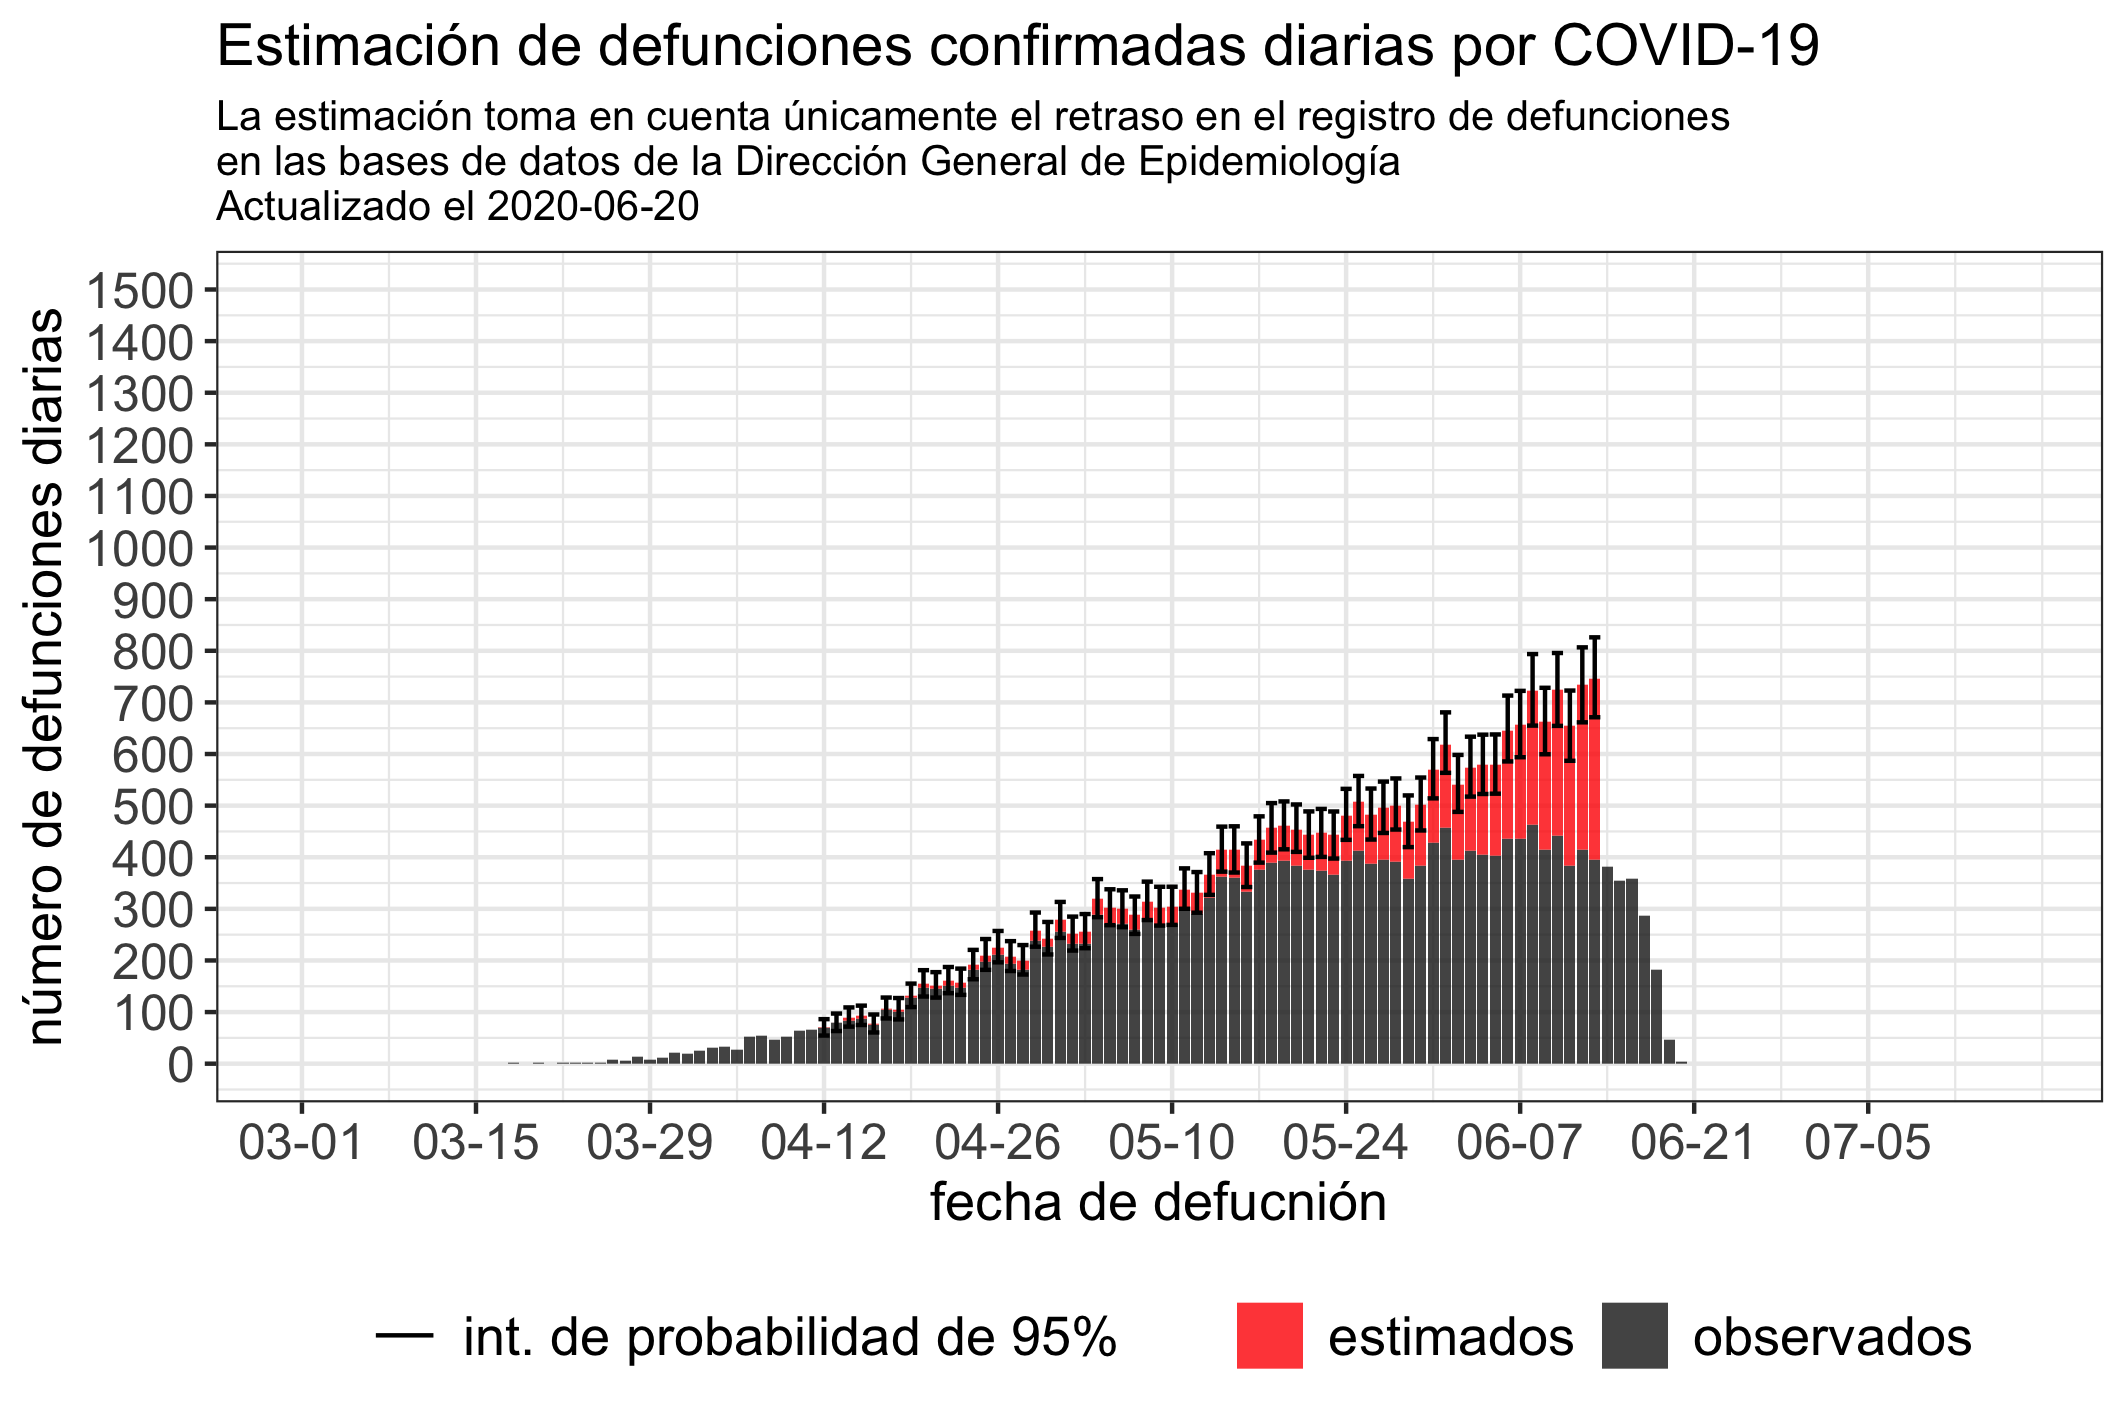 Estimación de defunciones confirmadas diarias por COVID-19
La estimación toma en cuenta únicamente el retraso en el registro de defunciones
en las bases de datos de la Dirección General de Epidemiología
Actualizado el 2020-06-20
número de defunciones diarias
1500
1400
1300
1200
1100
1000
900
800
700
600
500
400
300
200
100
0
03-01 03-15 03-29 04-12 04-26 05-10 05-24 06-07 06-21 07-05
fecha de defucnión
int. de probabilidad de 95% estimados observados